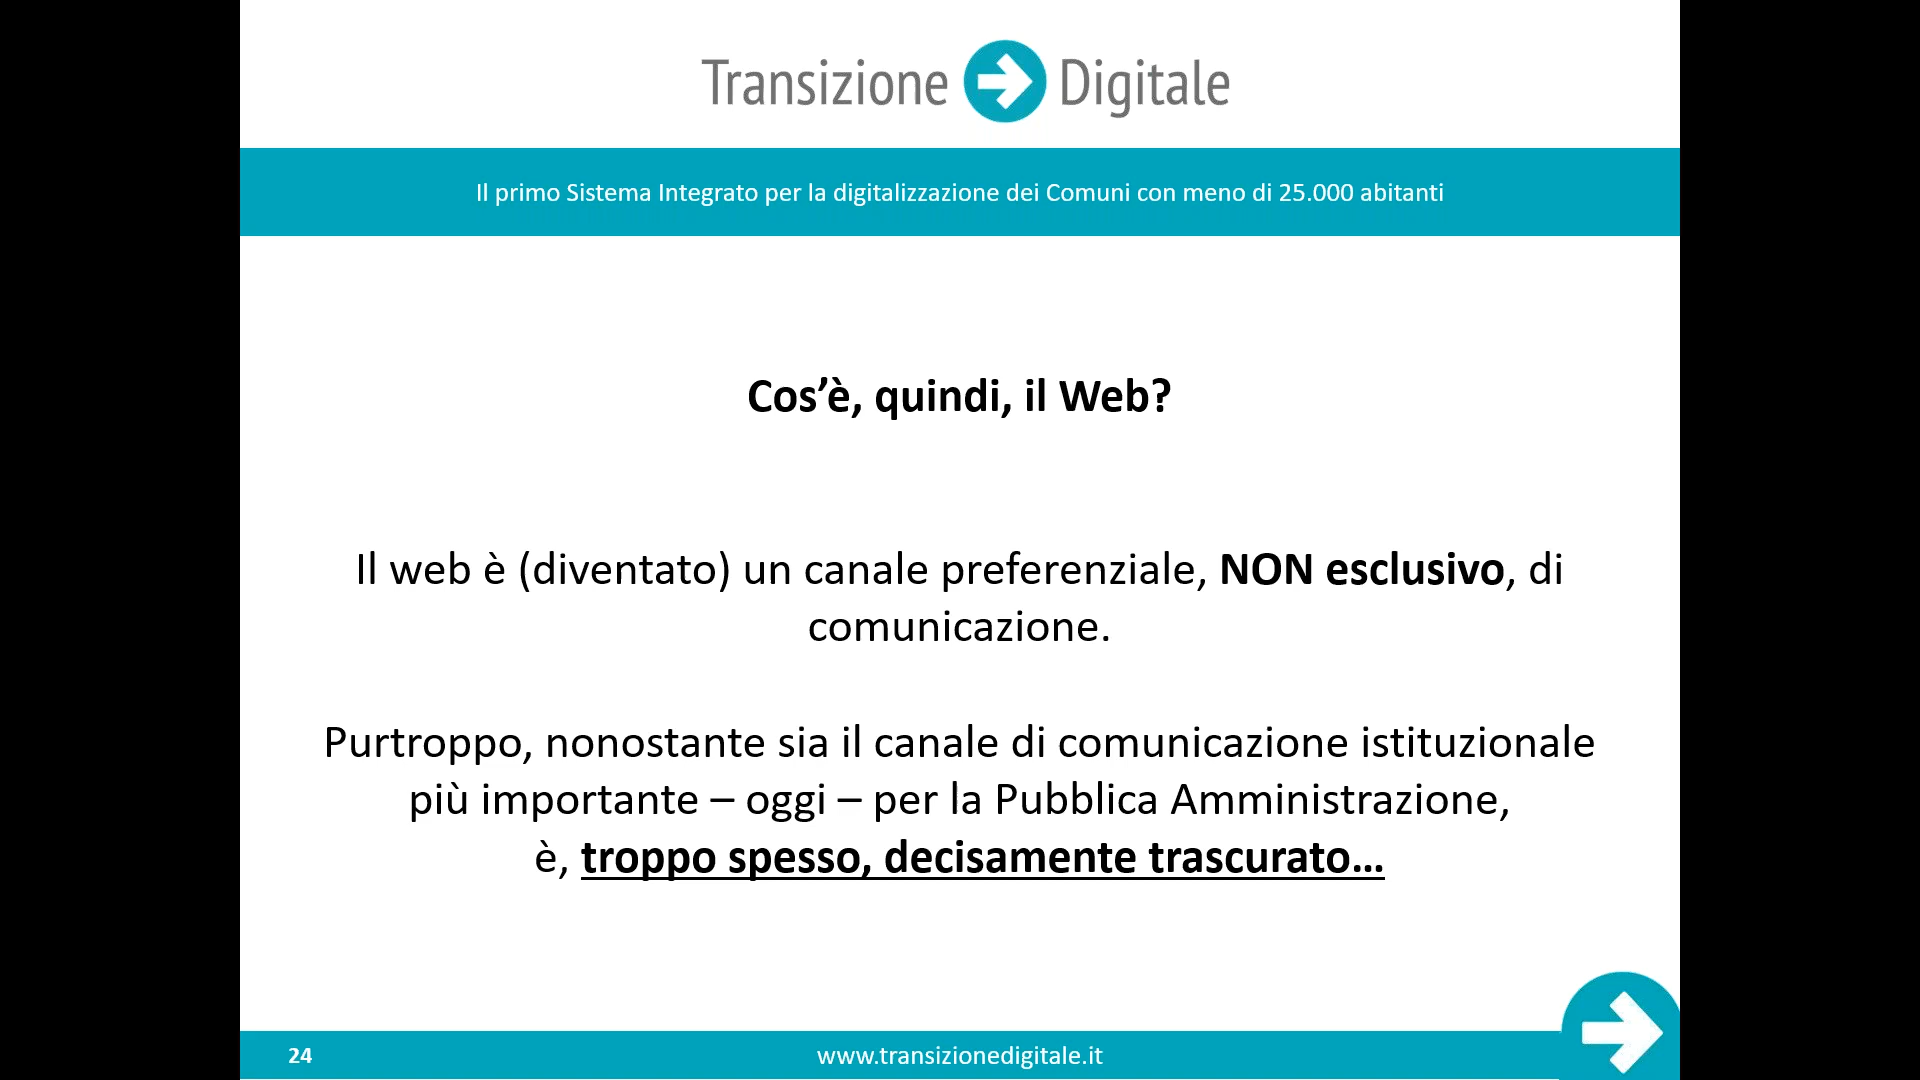 Transizione Digitale
Il primo Sistema Integrato per la digitalizzazione dei Comuni con meno di 25.000 abitanti
Cos’è, quindi, il Web?
Il web è (diventato) un canale preferenziale, NON esclusivo, di
comunicazione.
Purtroppo, nonostante sia il canale di comunicazione istituzionale
più importante – oggi – per la Pubblica Amministrazione,
è, troppo spesso, decisamente trascurato…
24
www.transizionedigitale.it